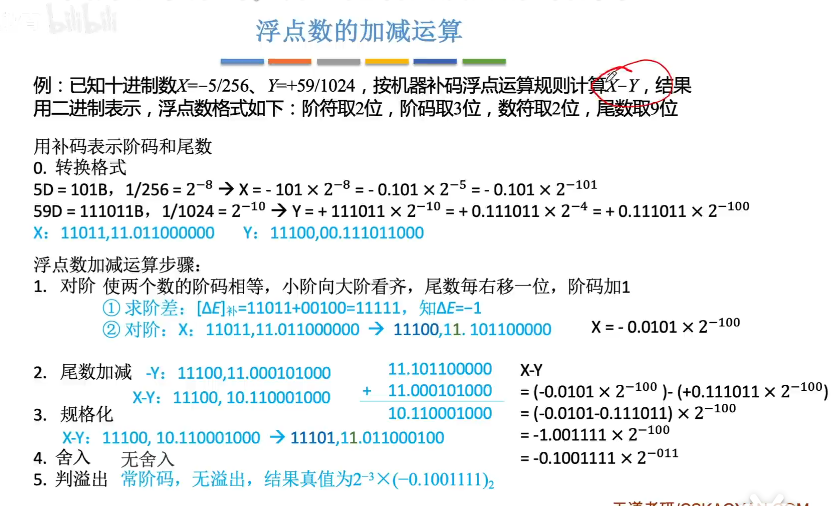 bilibili
浮点数的加减运算
例：已知十进制数X=−5/256、Y=+59/1024，按机器补码浮点运算规则计算X−Y，结果
用二进制表示，浮点数格式如下：阶符取2位，阶码取3位，数符取2位，尾数取9位
用补码表示阶码和尾数
0. 转换格式
5D = 101B，1/256 = 2⁻⁸ → X = - 101 × 2⁻⁸ = - 0.101 × 2⁻⁵ = - 0.101 × 2⁻¹⁰¹
59D = 111011B，1/1024 = 2⁻¹⁰ → Y = + 111011 × 2⁻¹⁰ = + 0.111011 × 2⁻⁴ = + 0.111011 × 2⁻¹⁰⁰
X：11011,11.011000000 Y：11100,00.111011000
浮点数加减运算步骤：
1. 对阶 使两个数的阶码相等，小阶向大阶看齐，尾数每右移一位，阶码加1
① 求阶差：[ΔE]补=11011+00100=11111，知ΔE=−1
② 对阶：X：11011,11.011000000 → 11100,11. 101100000 X = - 0.0101 × 2⁻¹⁰⁰
2. 尾数加减 -Y：11100,11.000101000 11.101100000 X-Y
X-Y：11100, 10.110001000 + 11.000101000 = (-0.0101 × 2⁻¹⁰⁰ )- (+0.111011 × 2⁻¹⁰⁰)
3. 规格化 10.110001000 = (-0.0101-0.111011) × 2⁻¹⁰⁰
X-Y：11100, 10.110001000 → 11101,11.011000100 = -1.001111 × 2⁻¹⁰⁰
4. 舍入 无舍入 = -0.1001111 × 2⁻⁰¹¹
5. 判溢出 常阶码，无溢出，结果真值为2⁻³×(−0.1001111)₂